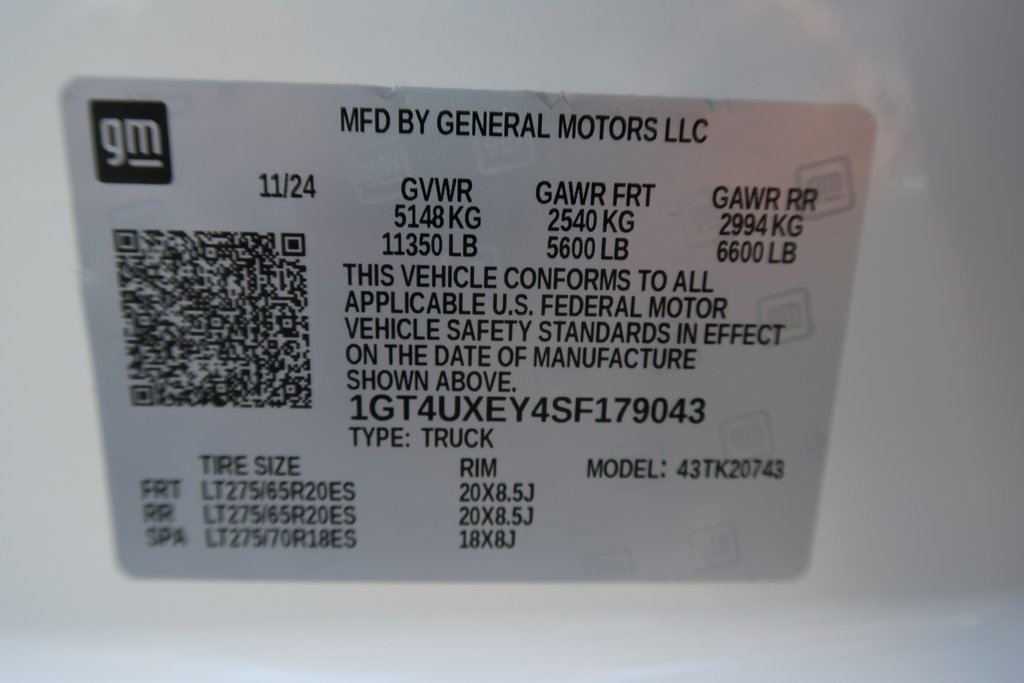 gm
MFD BY GENERAL MOTORS LLC
11/24 GVWR GAWR FRT GAWR RR
5148 KG 2540 KG 2994 KG
11350 LB 5600 LB 6600 LB
THIS VEHICLE CONFORMS TO ALL
APPLICABLE U.S. FEDERAL MOTOR
VEHICLE SAFETY STANDARDS IN EFFECT
ON THE DATE OF MANUFACTURE
SHOWN ABOVE.
1GT4UXEY4SF179043
TYPE: TRUCK
TIRE SIZE RIM MODEL: 43TK20743
FRT LT275/65R20ES 20X8.5J
RR LT275/65R20ES 20X8.5J
SPA LT275/70R18ES 18X8J